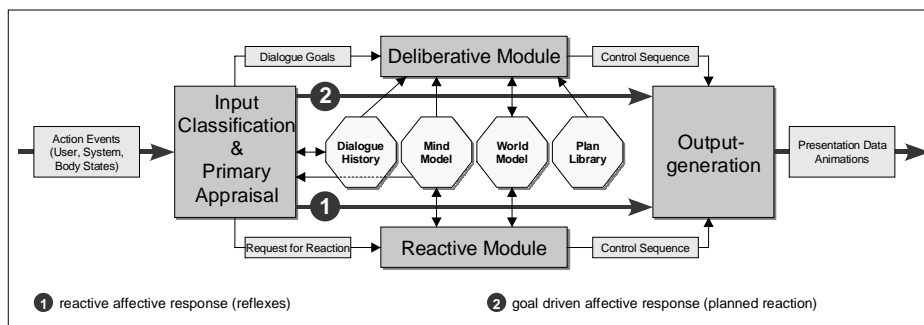 Dialogue Goals
Deliberative Module
Control Sequence
2
Input
Classification
&
Primary
Appraisal
Action Events
(User, System,
Body States)
Dialogue
History
Mind
Model
World
Model
Plan
Library
Output-
generation
Presentation Data
Animations
1
Request for Reaction
Reactive Module
Control Sequence
1 reactive affective response (reflexes)
2 goal driven affective response (planned reaction)